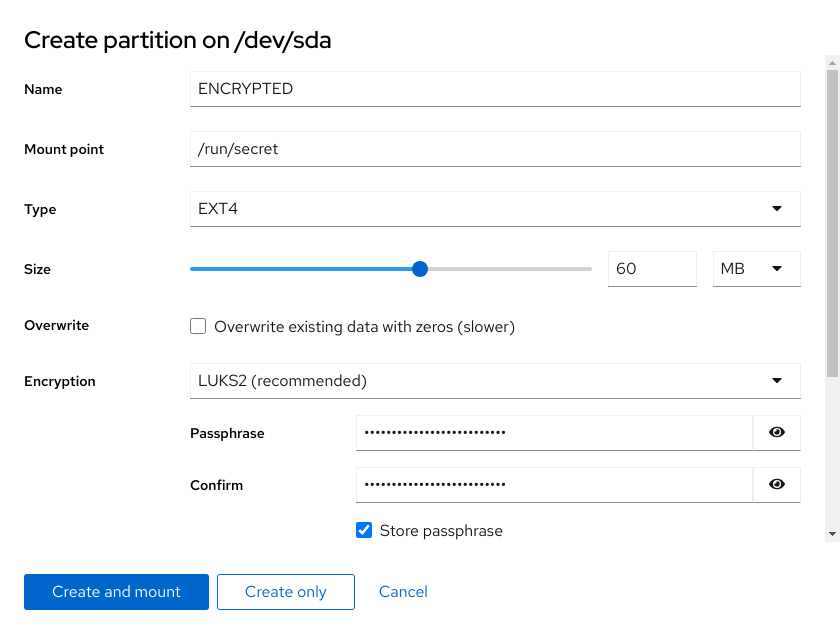 Create partition on /dev/sda
Name
ENCRYPTED
Mount point
/run/secret
Type
EXT4
Size
60
MB
Overwrite
Overwrite existing data with zeros (slower)
Encryption
LUKS2 (recommended)
Passphrase
••••••••••••••••••••••••••
Confirm
••••••••••••••••••••••••••
Store passphrase
Create and mount
Create only
Cancel